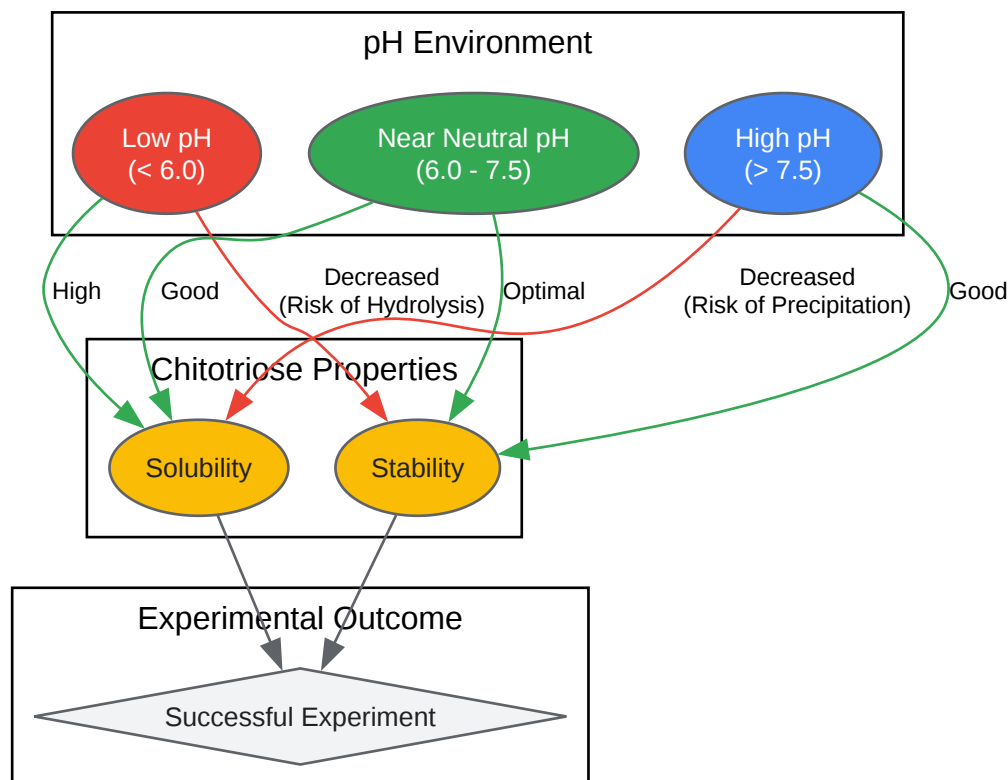 pH Environment
Low pH
(< 6.0)
Near Neutral pH
(6.0 - 7.5)
High pH
(> 7.5)
High
Good
Decreased
(Risk of Hydrolysis)
Optimal
Decreased
(Risk of Precipitation)
Good
Chitotriose Properties
Solubility
Stability
Experimental Outcome
Successful Experiment